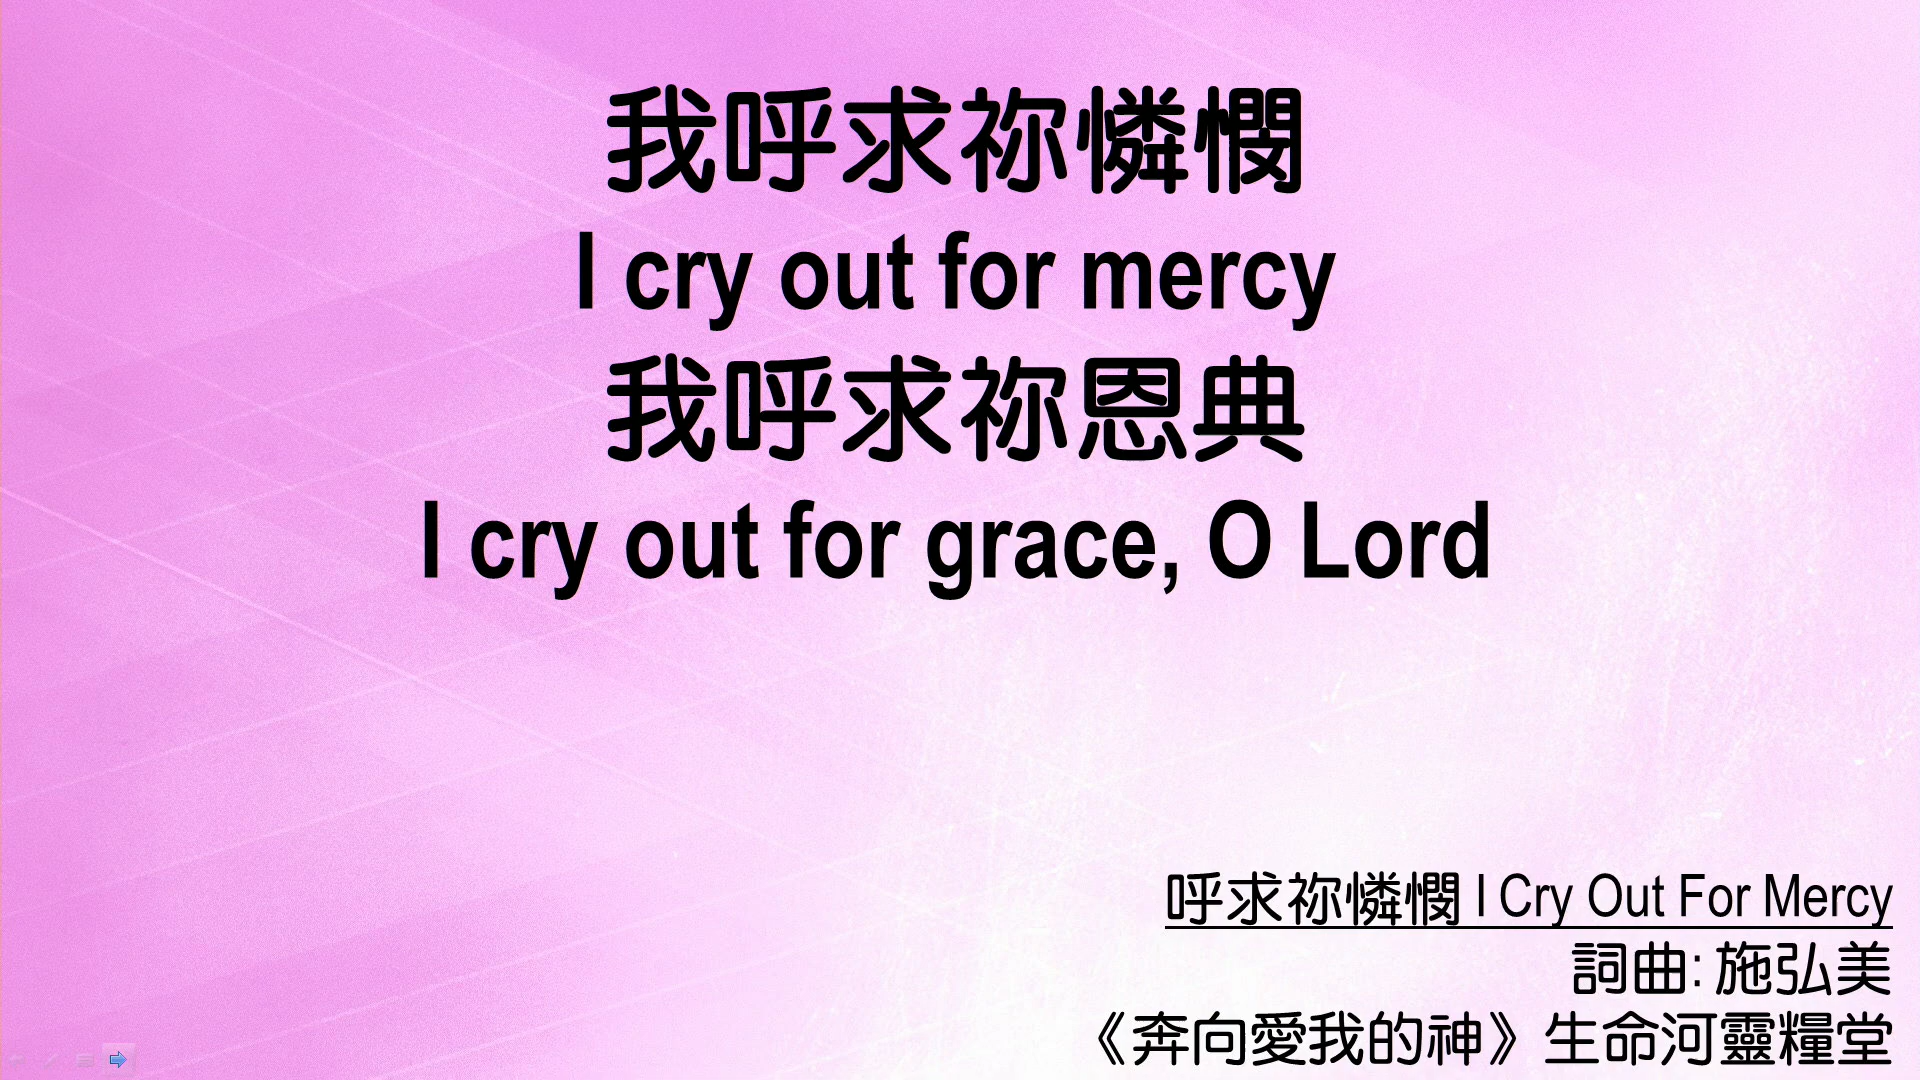 我呼求祢憐憫
I cry out for mercy
我呼求祢恩典
I cry out for grace, O Lord
呼求祢憐憫 I Cry Out For Mercy
詞曲: 施弘美
《奔向愛我的神》生命河靈糧堂